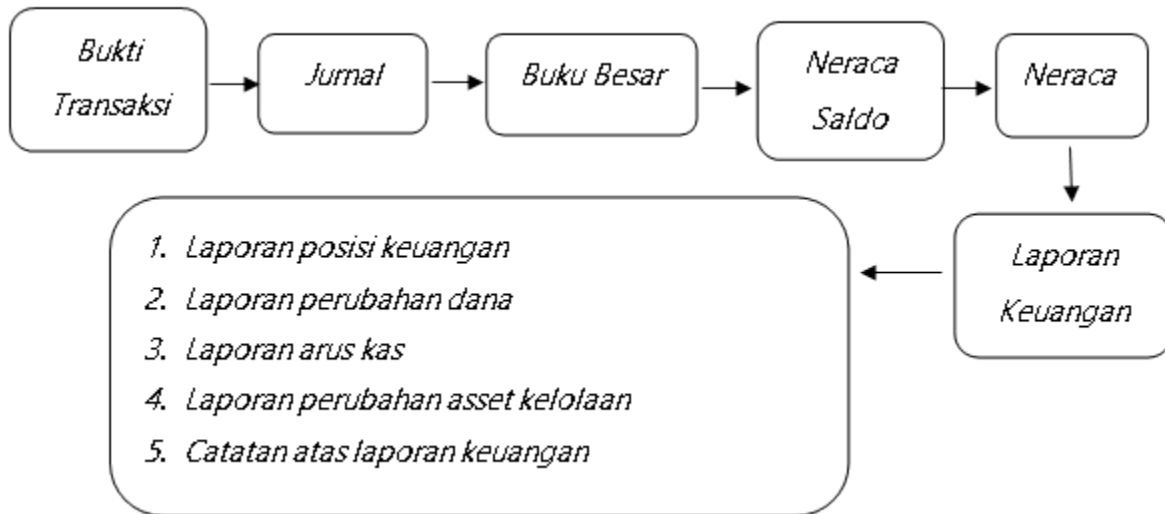 Bukti
Transaksi
Jurnal
Buku Besar
Neraca
Saldo
Neraca
Laporan
Keuangan
1. Laporan posisi keuangan
2. Laporan perubahan dana
3. Laporan arus kas
4. Laporan perubahan asset kelolaan
5. Catatan atas laporan keuangan